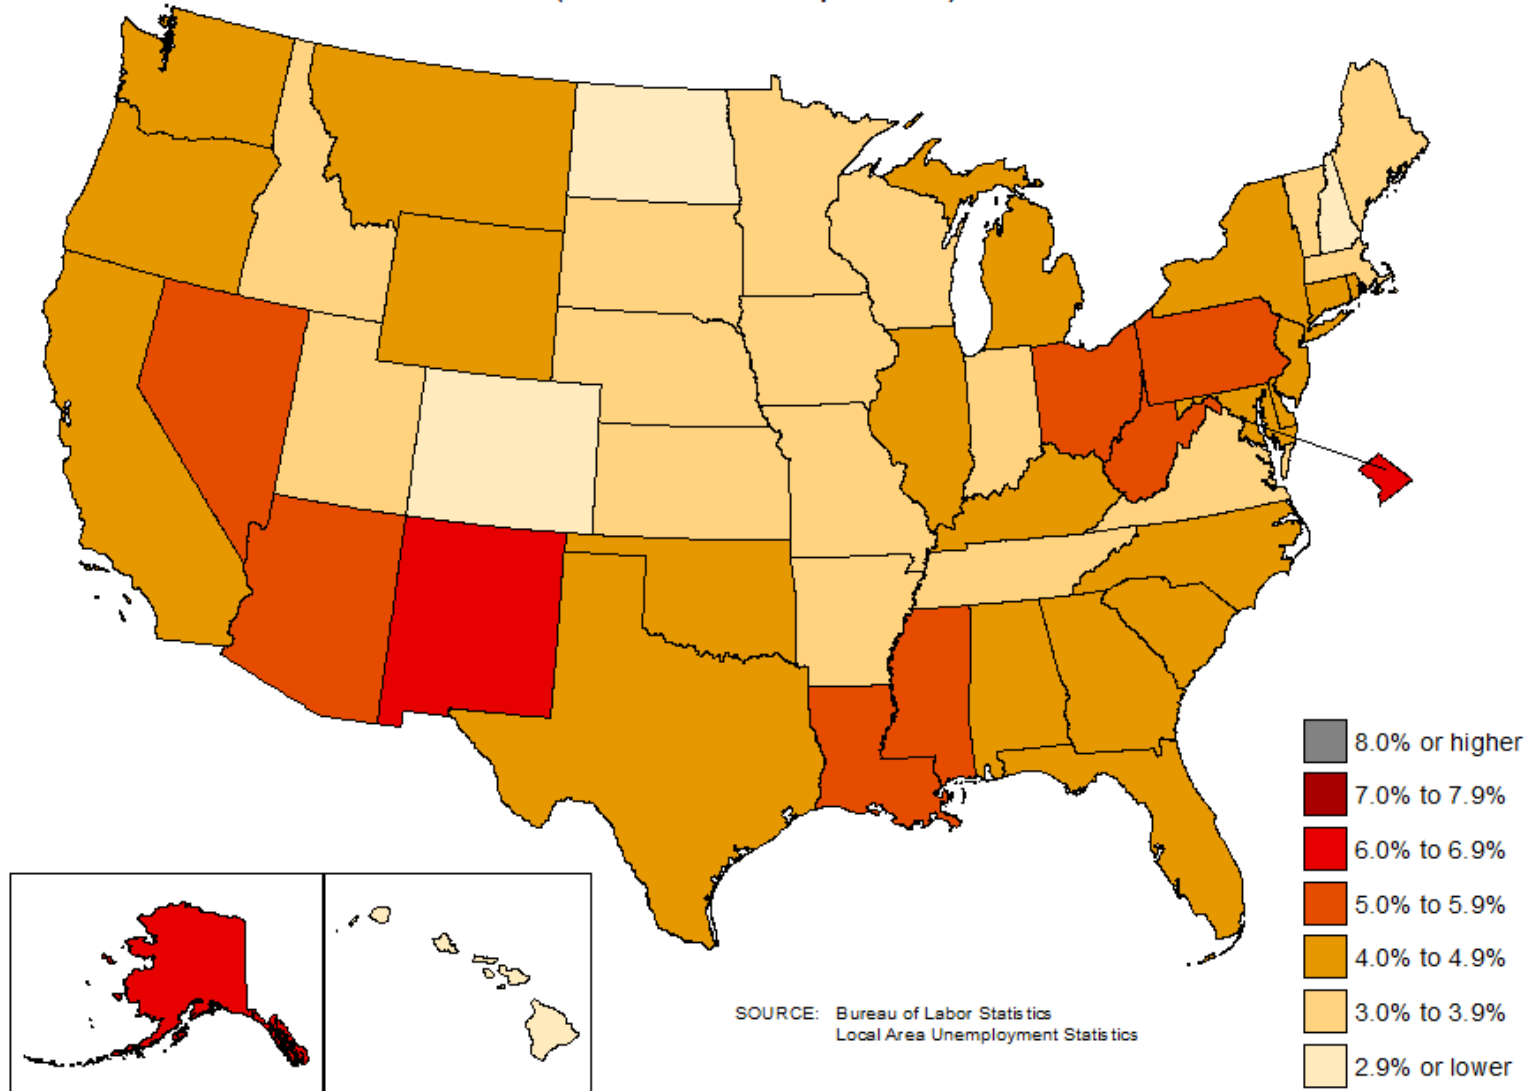 8.0% or higher
7.0% to 7.9%
6.0% to 6.9%
5.0% to 5.9%
4.0% to 4.9%
3.0% to 3.9%
2.9% or lower
SOURCE: Bureau of Labor Statistics
Local Area Unemployment Statistics